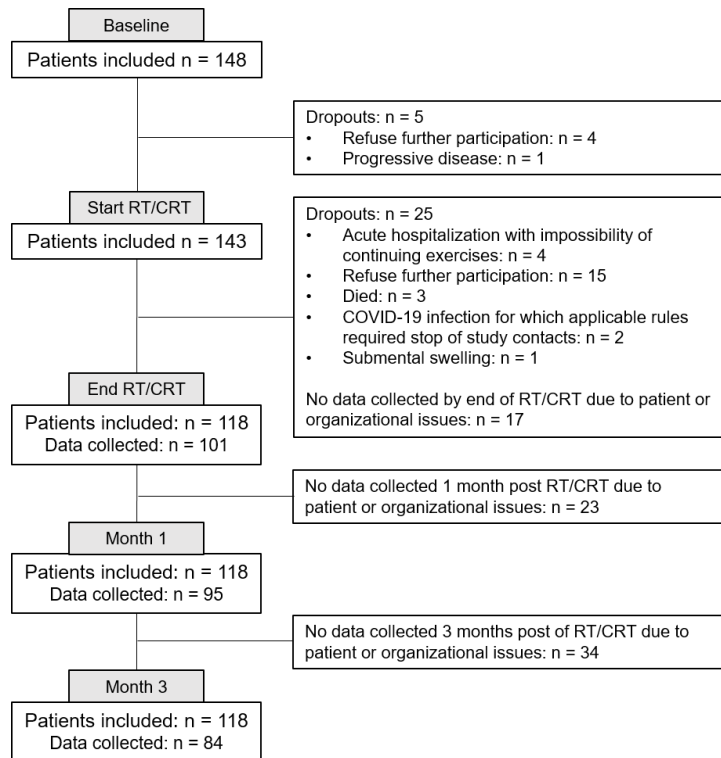 Baseline
Patients included n = 148
Dropouts: n = 5
• Refuse further participation: n = 4
• Progressive disease: n = 1
Start RT/CRT
Patients included n = 143
Dropouts: n = 25
• Acute hospitalization with impossibility of
continuing exercises: n = 4
• Refuse further participation: n = 15
• Died: n = 3
• COVID-19 infection for which applicable rules
required stop of study contacts: n = 2
• Submental swelling: n = 1
No data collected by end of RT/CRT due to patient or
organizational issues: n = 17
End RT/CRT
Patients included: n = 118
Data collected: n = 101
No data collected 1 month post RT/CRT due to
patient or organizational issues: n = 23
Month 1
Patients included: n = 118
Data collected: n = 95
No data collected 3 months post of RT/CRT due to
patient or organizational issues: n = 34
Month 3
Patients included: n = 118
Data collected: n = 84